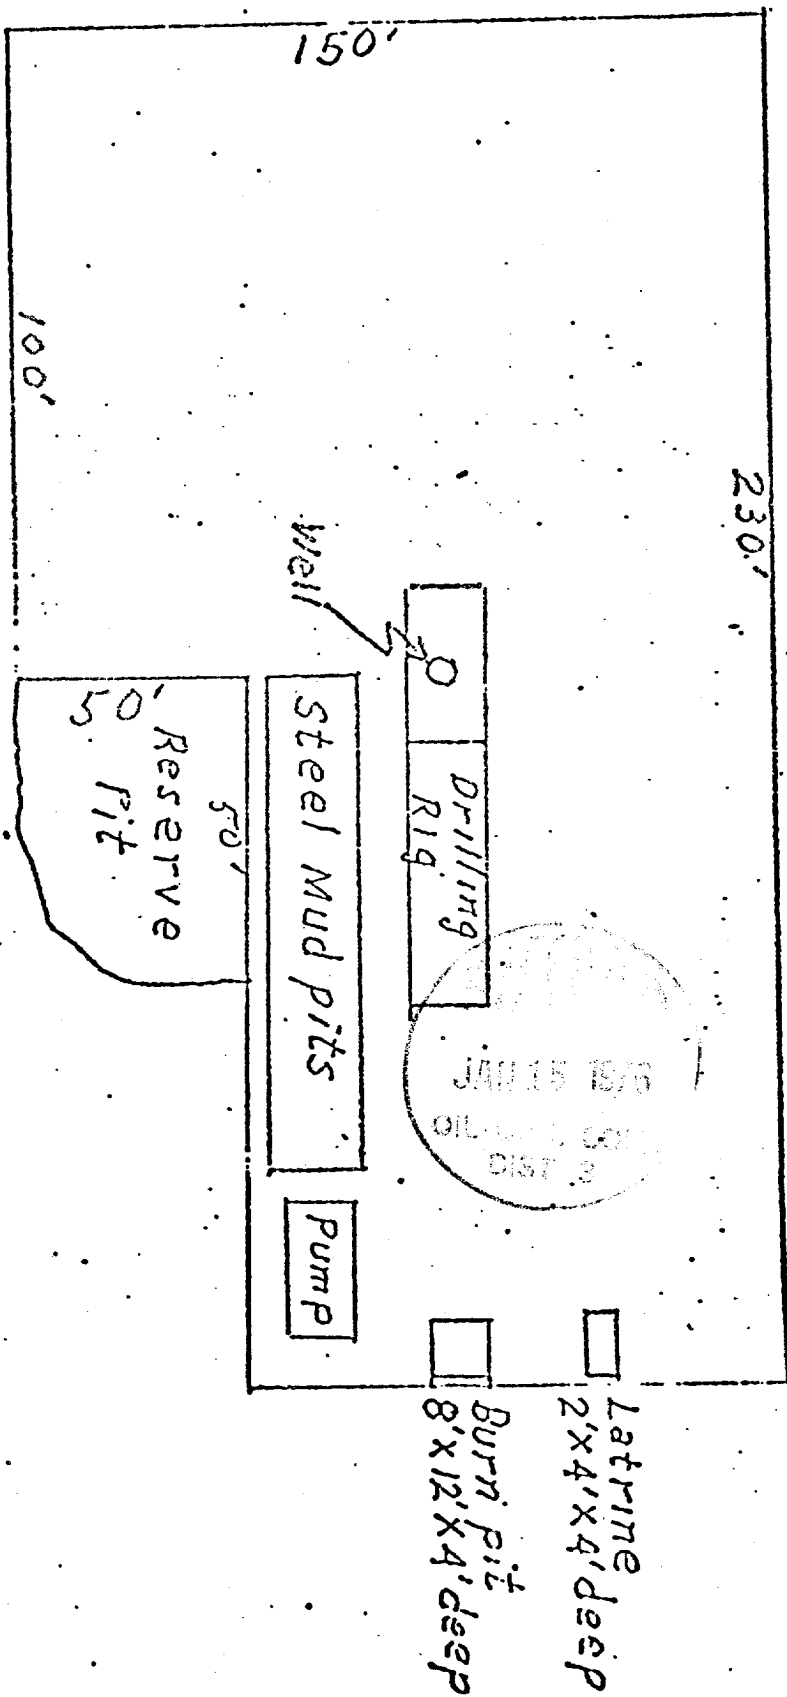 150'
230'
100'
Well
Drilling
Rig
Steel Mud pits
50'
50'
Reserve
Pit
Pump
Latrine
2'x4'x4' deep
Burn pit
8'x12'x4' deep
JAN 1976
OIL
DIST. 3